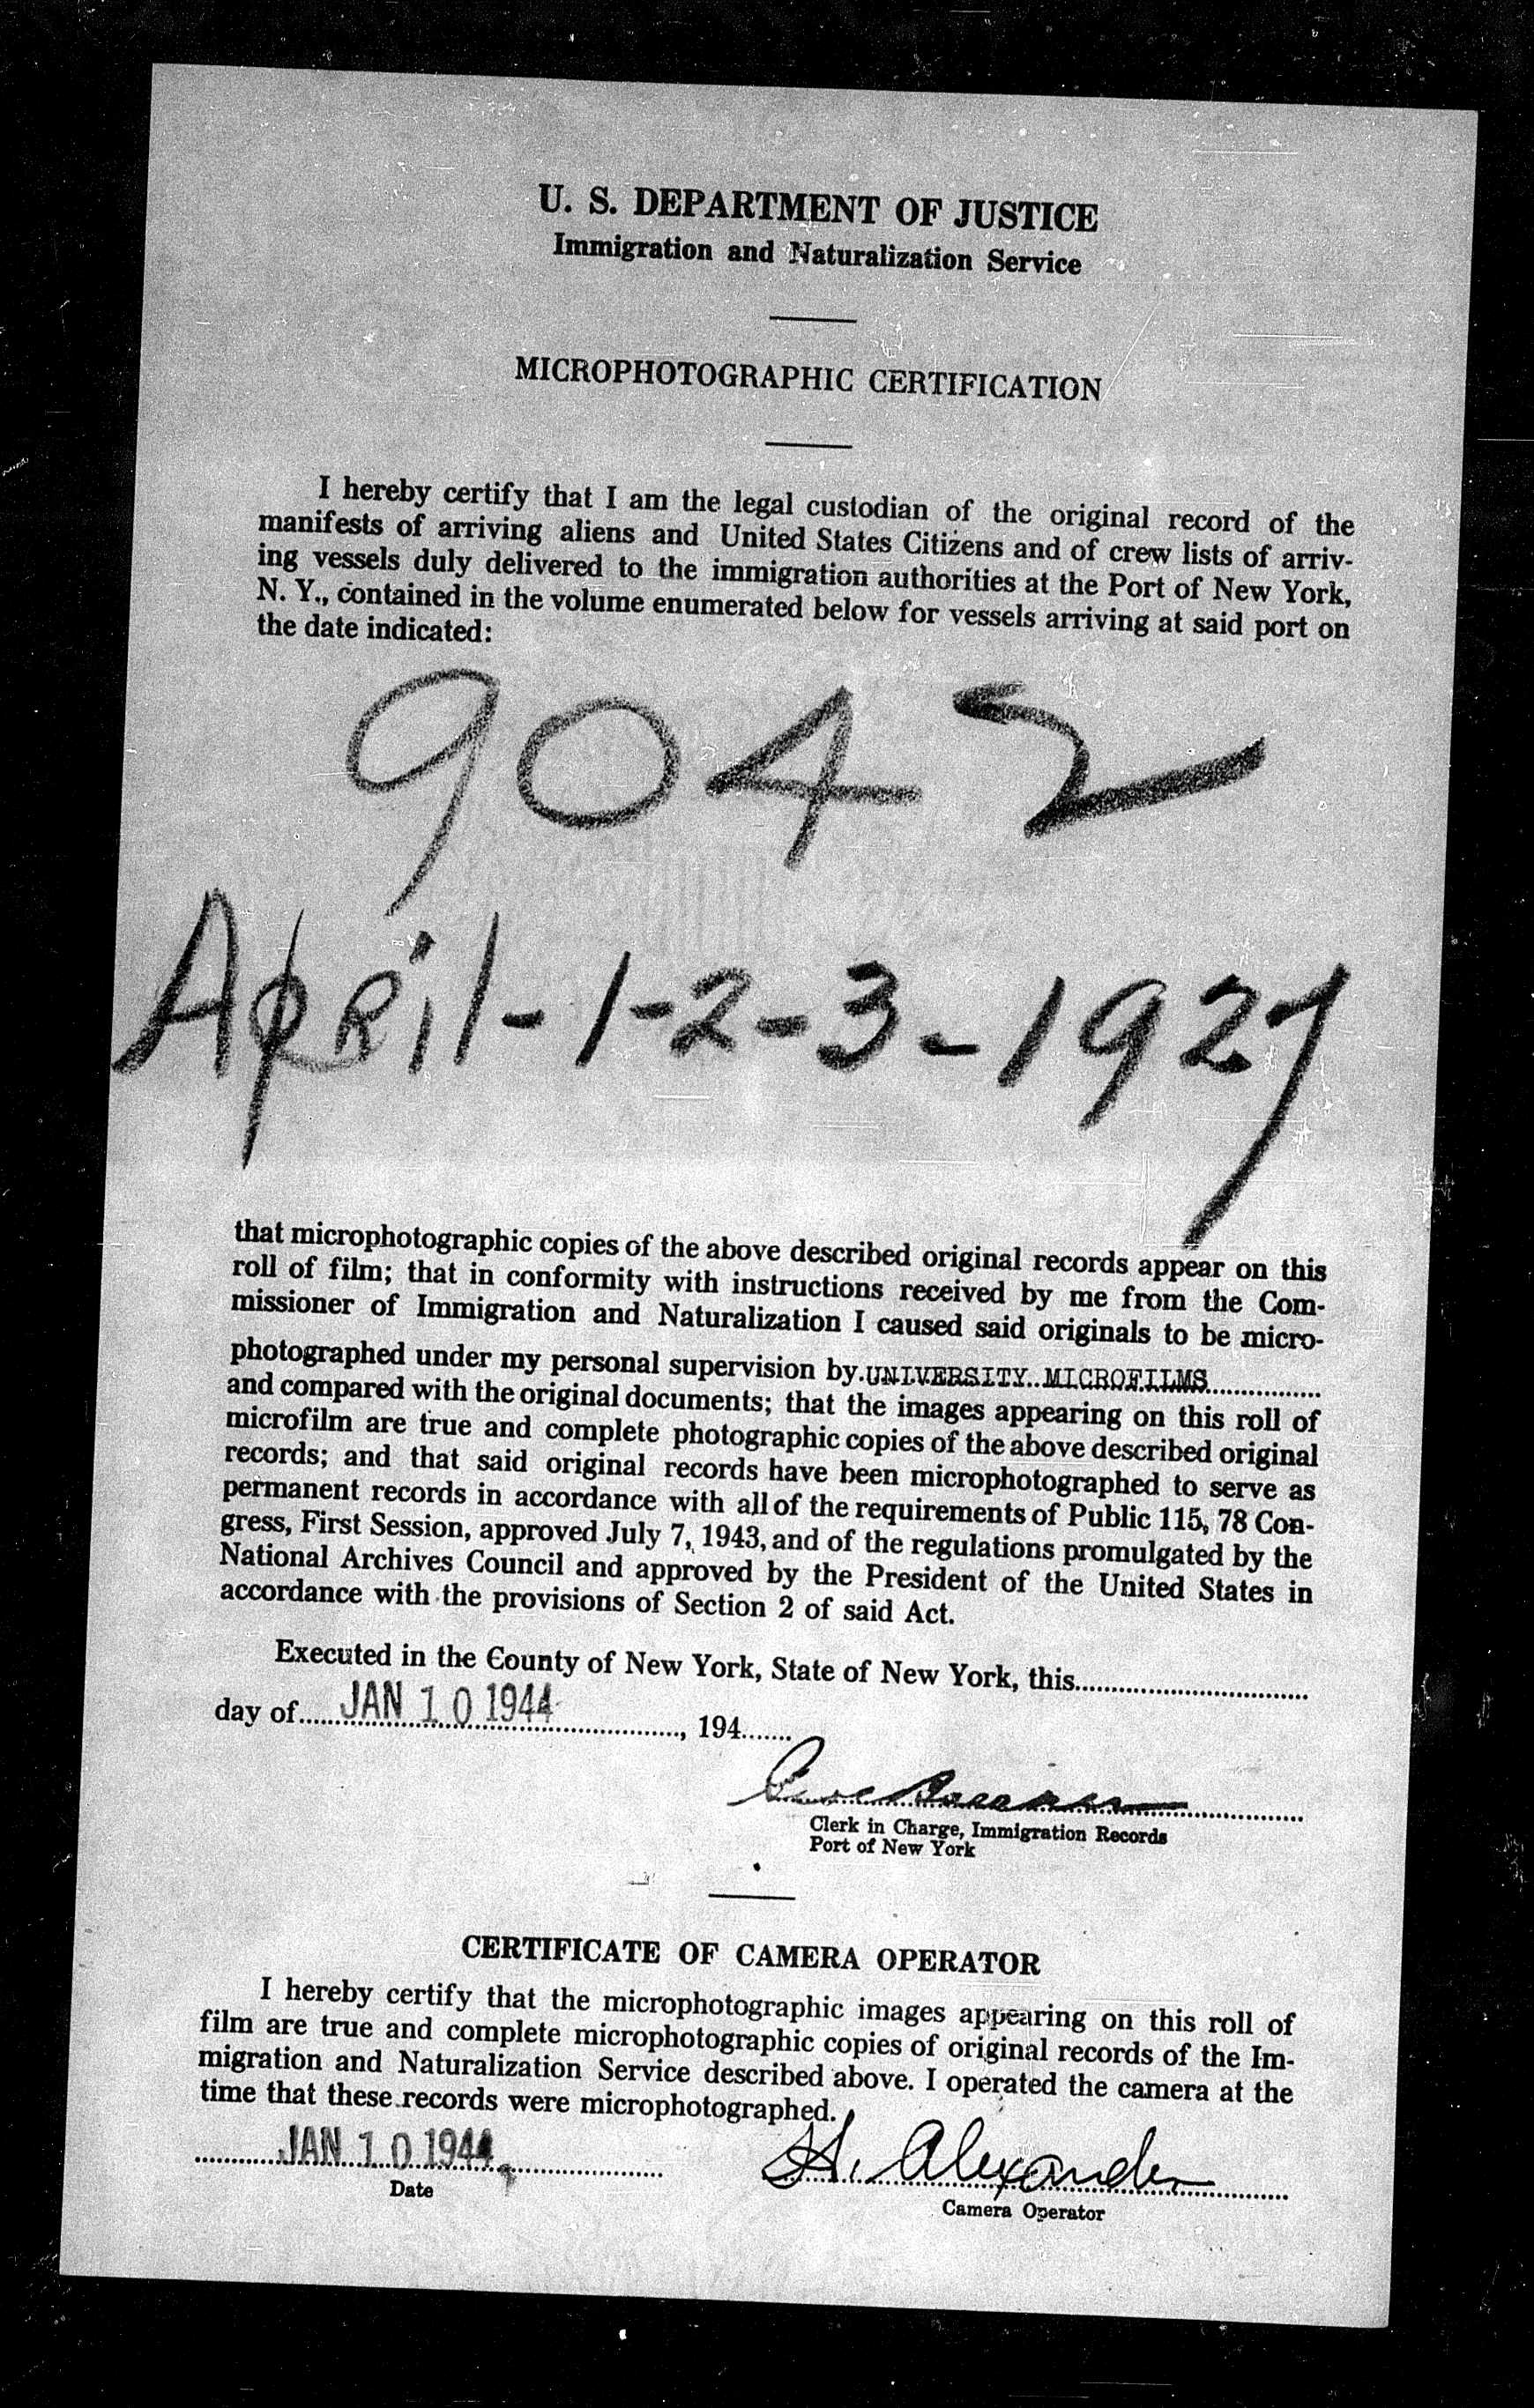 U. S. DEPARTMENT OF JUSTICE
Immigration and Naturalization Service
MICROPHOTOGRAPHIC CERTIFICATION
I hereby certify that I am the legal custodian of the original record of the
manifests of arriving aliens and United States Citizens and of crew lists of arriv-
ing vessels duly delivered to the immigration authorities at the Port of New York,
N. Y., contained in the volume enumerated below for vessels arriving at said port on
the date indicated:
9042
April-1-2-3-1927
that microphotographic copies of the above described original records appear on this
roll of film; that in conformity with instructions received by me from the Com-
missioner of Immigration and Naturalization I caused said originals to be micro-
photographed under my personal supervision by UNIVERSITY MICROFILMS
and compared with the original documents; that the images appearing on this roll of
microfilm are true and complete photographic copies of the above described original
records; and that said original records have been microphotographed to serve as
permanent records in accordance with all of the requirements of Public 115, 78 Con-
gress, First Session, approved July 7, 1943, and of the regulations promulgated by the
National Archives Council and approved by the President of the United States in
accordance with the provisions of Section 2 of said Act.
Executed in the County of New York, State of New York, this
day of JAN 10 1944, 194
Clerk in Charge, Immigration Records
Port of New York
CERTIFICATE OF CAMERA OPERATOR
I hereby certify that the microphotographic images appearing on this roll of
film are true and complete microphotographic copies of original records of the Im-
migration and Naturalization Service described above. I operated the camera at the
time that these records were microphotographed.
JAN 10 1944 H. Alexander
Date
Camera Operator